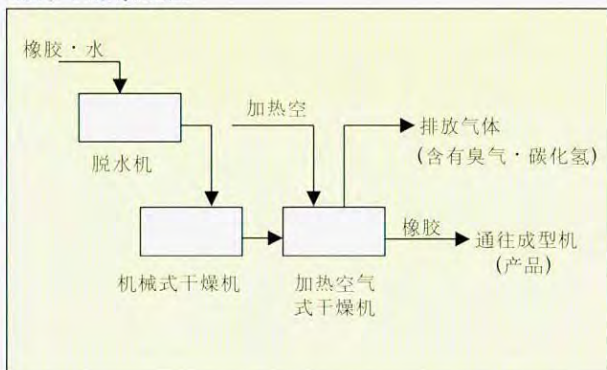 橡胶·水
加热空
排放气体
(含有臭气·碳化氢)
脱水机
橡胶
通往成型机
(产品)
机械式干燥机
加热空气
式干燥机